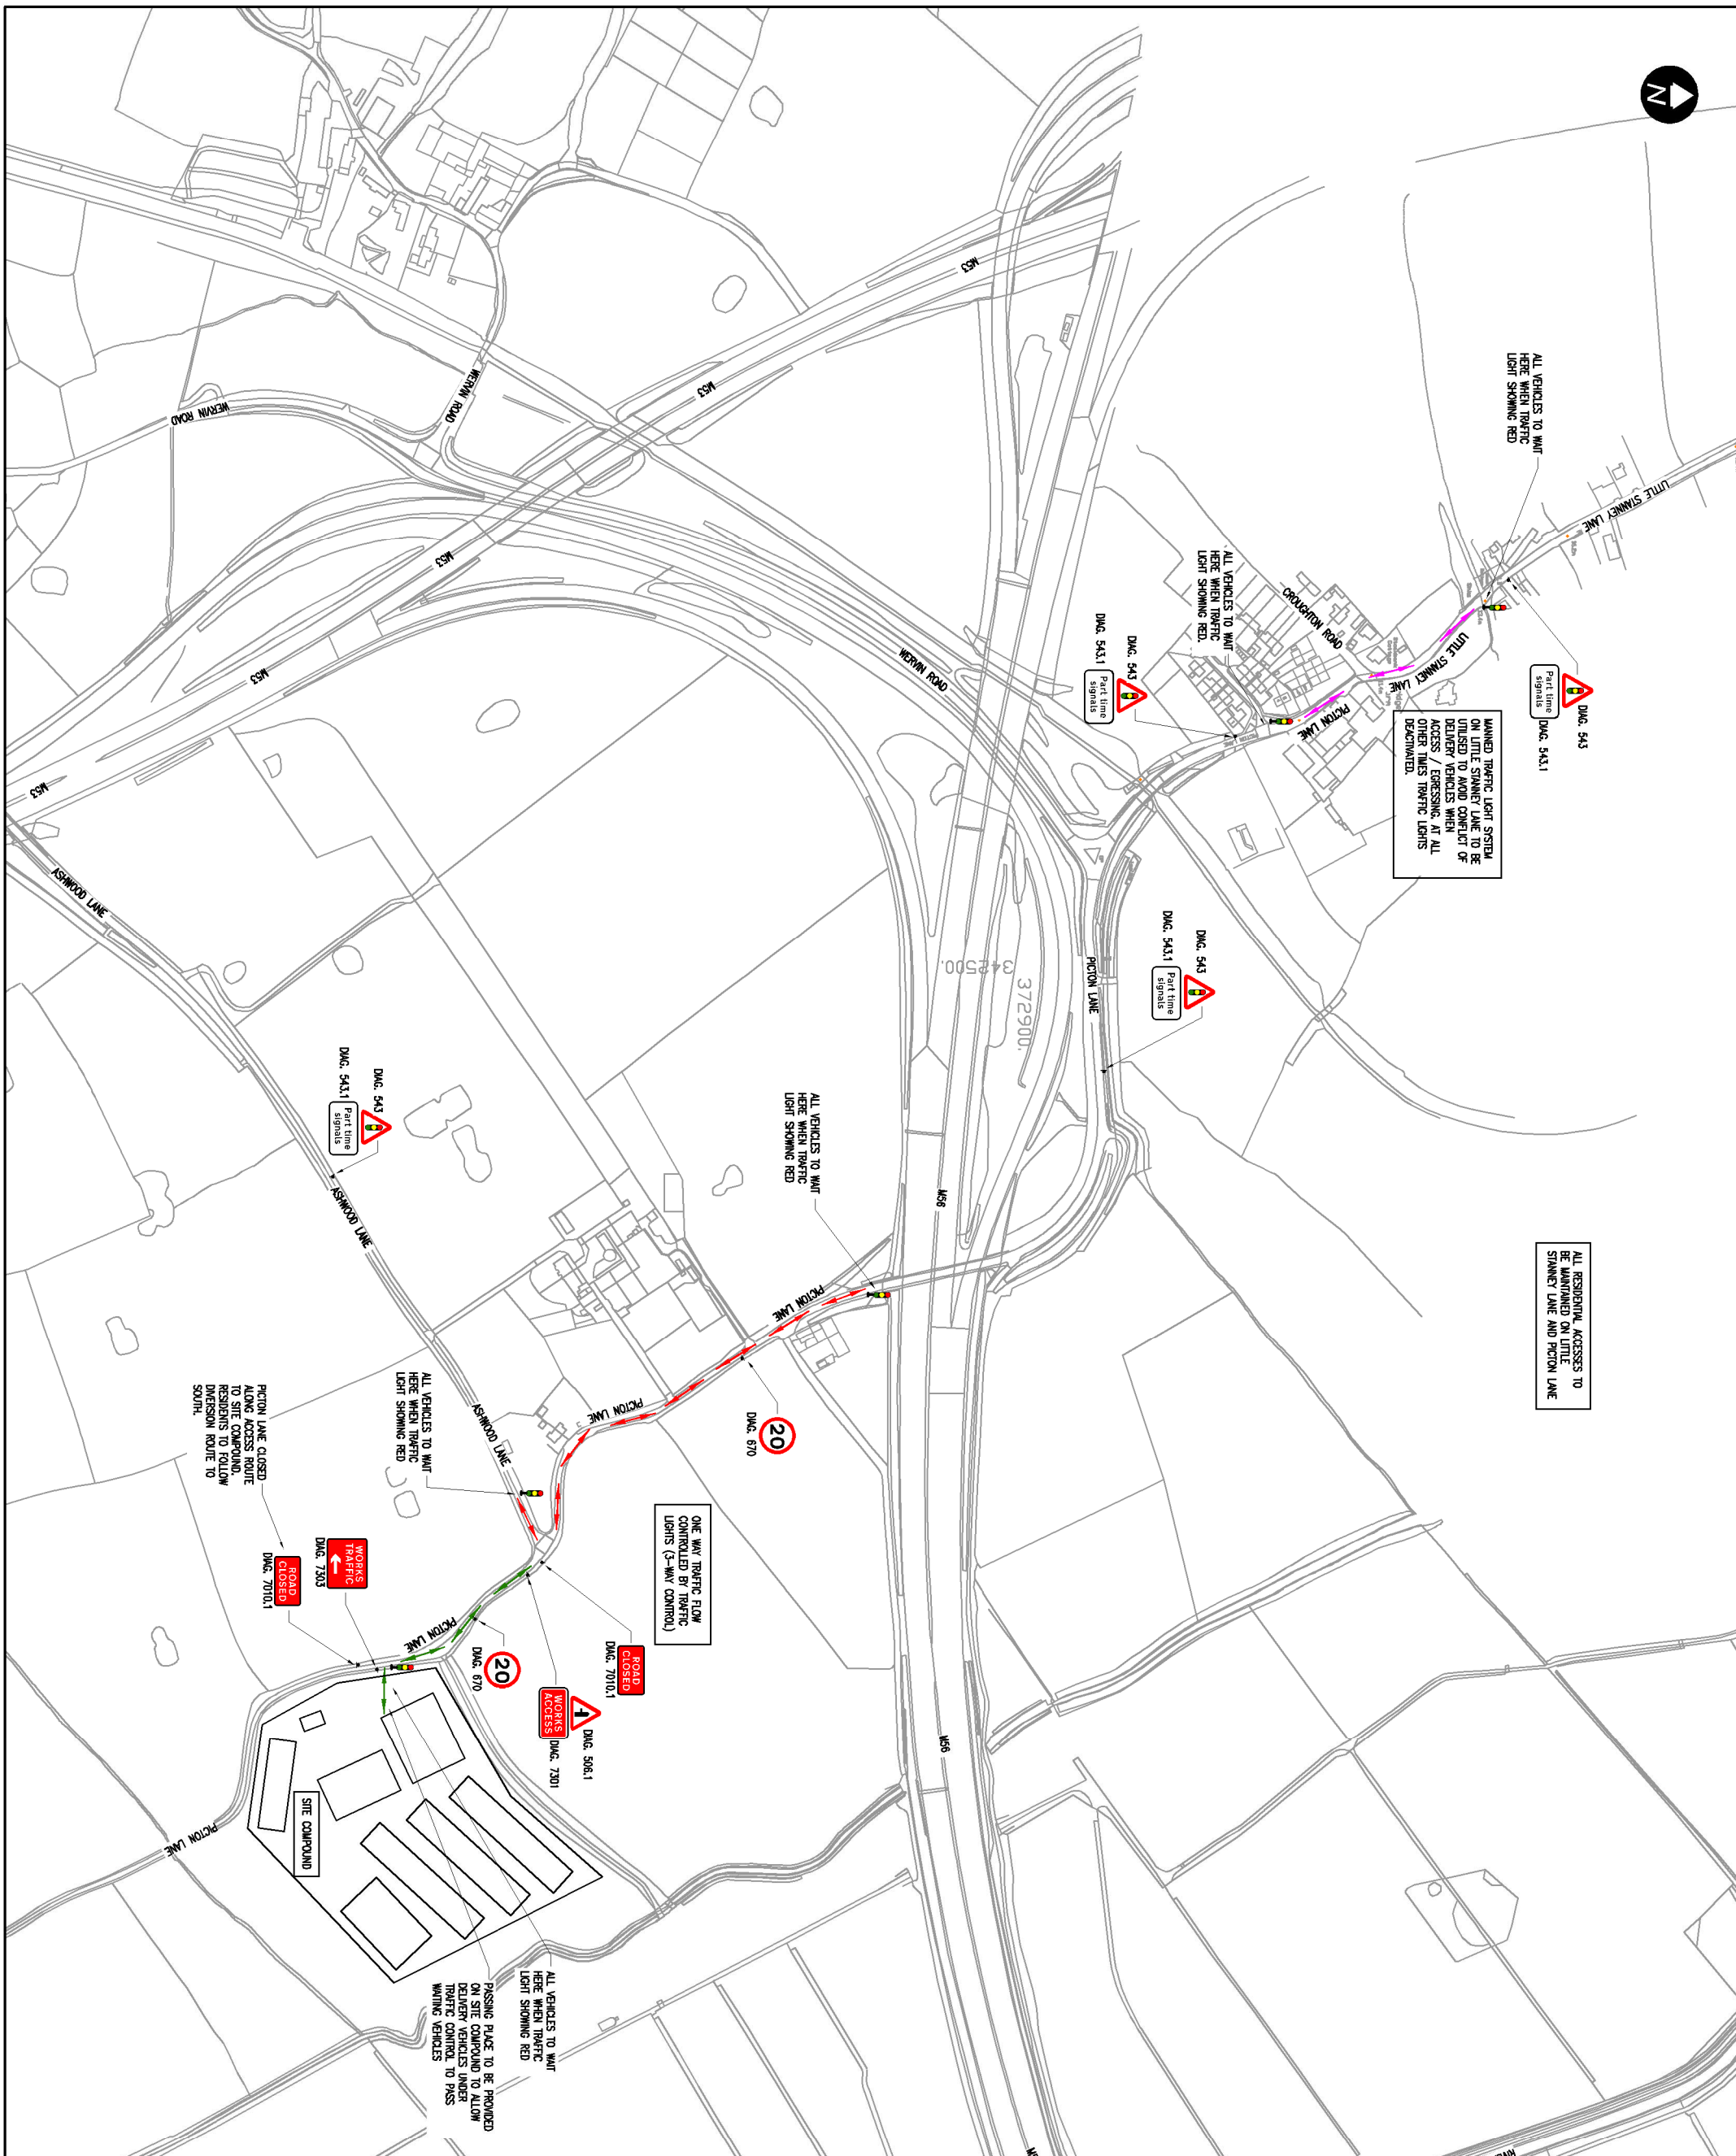 N
ALL VEHICLES TO WAIT
HERE WHEN TRAFFIC
LIGHT SHOWING RED
LITTLE STANNEY LANE
DIAG. 543
Part time
signals
DIAG. 543.1
LITTLE STANNEY LANE
LITTLE STANNEY LANE
CROUGHTON ROAD
PICTON LANE
PICTON LANE
ALL VEHICLES TO WAIT
HERE WHEN TRAFFIC
LIGHT SHOWING RED.
DIAG. 543
DIAG. 543.1
Part time
signals
MANNED TRAFFIC LIGHT SYSTEM
ON LITTLE STANNEY LANE TO BE
UTILISED TO AVOID CONFLICT OF
DELIVERY VEHICLES WHEN
ACCESS / EGRESSING. AT ALL
OTHER TIMES TRAFFIC LIGHTS
DEACTIVATED.
ALL RESIDENTIAL ACCESSES TO
BE MAINTAINED ON LITTLE
STANNEY LANE AND PICTON LANE
DIAG. 543
DIAG. 543.1
Part time
signals
PICTON LANE
WERVIN ROAD
WERVIN ROAD
WERVIN ROAD
M53
M53
M53
M53
M53
342500.
372900.
M56
M56
ALL VEHICLES TO WAIT
HERE WHEN TRAFFIC
LIGHT SHOWING RED
PICTON LANE
20
DIAG. 670
PICTON LANE
ONE WAY TRAFFIC FLOW
CONTROLLED BY TRAFFIC
LIGHTS (3-WAY CONTROL)
ASHWOOD LANE
DIAG. 543
DIAG. 543.1
Part time
signals
ASHWOOD LANE
ASHWOOD LANE
ALL VEHICLES TO WAIT
HERE WHEN TRAFFIC
LIGHT SHOWING RED
ROAD
CLOSED
DIAG. 7010.1
DIAG. 506.1
WORKS
ACCESS
DIAG. 7301
20
DIAG. 670
PICTON LANE
WORKS
TRAFFIC
DIAG. 7303
ROAD
CLOSED
DIAG. 7010.1
PICTON LANE CLOSED
ALONG ACCESS ROUTE
TO SITE COMPOUND.
RESIDENTS TO FOLLOW
DIVERSION ROUTE TO
SOUTH.
SITE COMPOUND
PICTON LANE
ALL VEHICLES TO WAIT
HERE WHEN TRAFFIC
LIGHT SHOWING RED
PASSING PLACE TO BE PROVIDED
ON SITE COMPOUND TO ALLOW
DELIVERY VEHICLES UNDER
TRAFFIC CONTROL TO PASS
WAITING VEHICLES